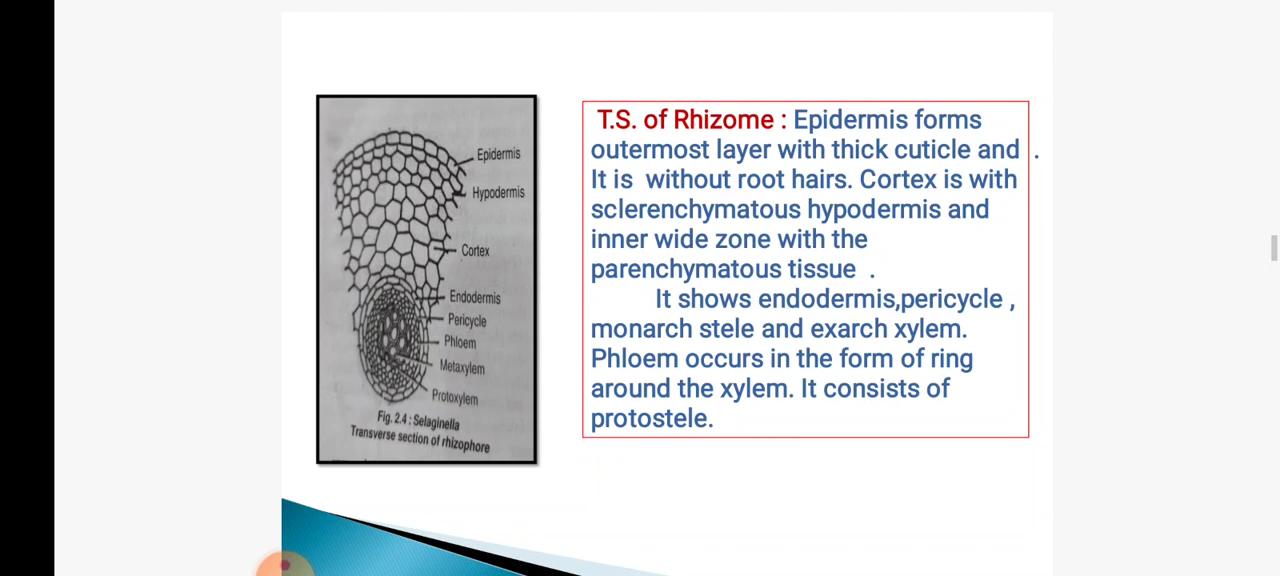 Epidermis
Hypodermis
Cortex
Endodermis
Pericycle
Phloem
Metaxylem
Protoxylem
Fig. 2.4 : Selaginella
Transverse section of rhizophore
T.S. of Rhizome : Epidermis forms
outermost layer with thick cuticle and .
It is without root hairs. Cortex is with
sclerenchymatous hypodermis and
inner wide zone with the
parenchymatous tissue .
It shows endodermis,pericycle ,
monarch stele and exarch xylem.
Phloem occurs in the form of ring
around the xylem. It consists of
protostele.